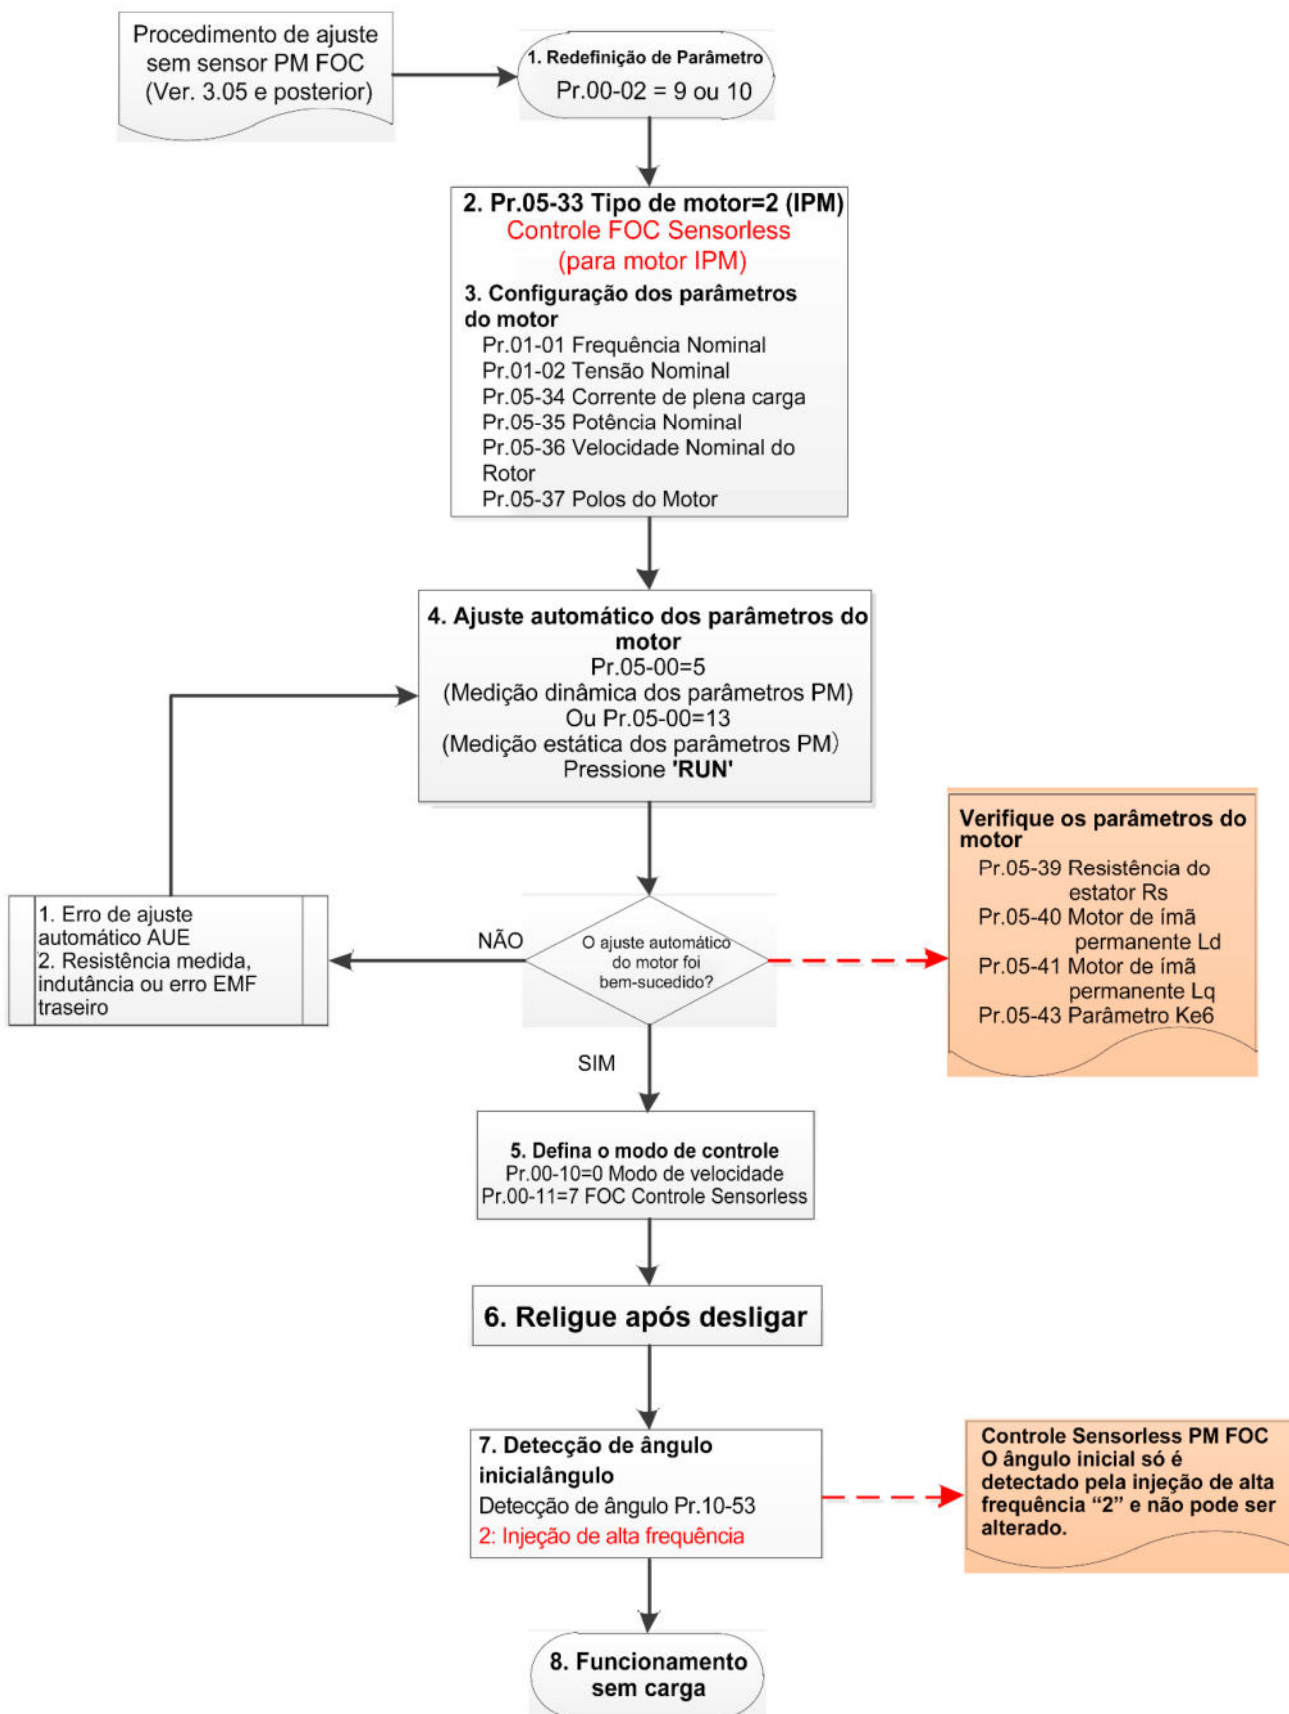 Procedimento de ajuste
sem sensor PM FOC
(Ver. 3.05 e posterior)
1. Redefinição de Parâmetro
Pr.00-02 = 9 ou 10
2. Pr.05-33 Tipo de motor=2 (IPM)
Controle FOC Sensorless
(para motor IPM)
3. Configuração dos parâmetros
do motor
Pr.01-01 Frequência Nominal
Pr.01-02 Tensão Nominal
Pr.05-34 Corrente de plena carga
Pr.05-35 Potência Nominal
Pr.05-36 Velocidade Nominal do
Rotor
Pr.05-37 Polos do Motor
4. Ajuste automático dos parâmetros do
motor
Pr.05-00=5
(Medição dinâmica dos parâmetros PM)
Ou Pr.05-00=13
(Medição estática dos parâmetros PM)
Pressione 'RUN'
Verifique os parâmetros do
motor
Pr.05-39 Resistência do
estator Rs
Pr.05-40 Motor de ímã
permanente Ld
Pr.05-41 Motor de ímã
permanente Lq
Pr.05-43 Parâmetro Ke6
1. Erro de ajuste
automático AUE
2. Resistência medida,
indutância ou erro EMF
traseiro
NÃO
O ajuste automático
do motor foi
bem-sucedido?
SIM
5. Defina o modo de controle
Pr.00-10=0 Modo de velocidade
Pr.00-11=7 FOC Controle Sensorless
6. Religue após desligar
7. Detecção de ângulo
inicialângulo
Detecção de ângulo Pr.10-53
2: Injeção de alta frequência
Controle Sensorless PM FOC
O ângulo inicial só é
detectado pela injeção de alta
frequência “2” e não pode ser
alterado.
8. Funcionamento
sem carga